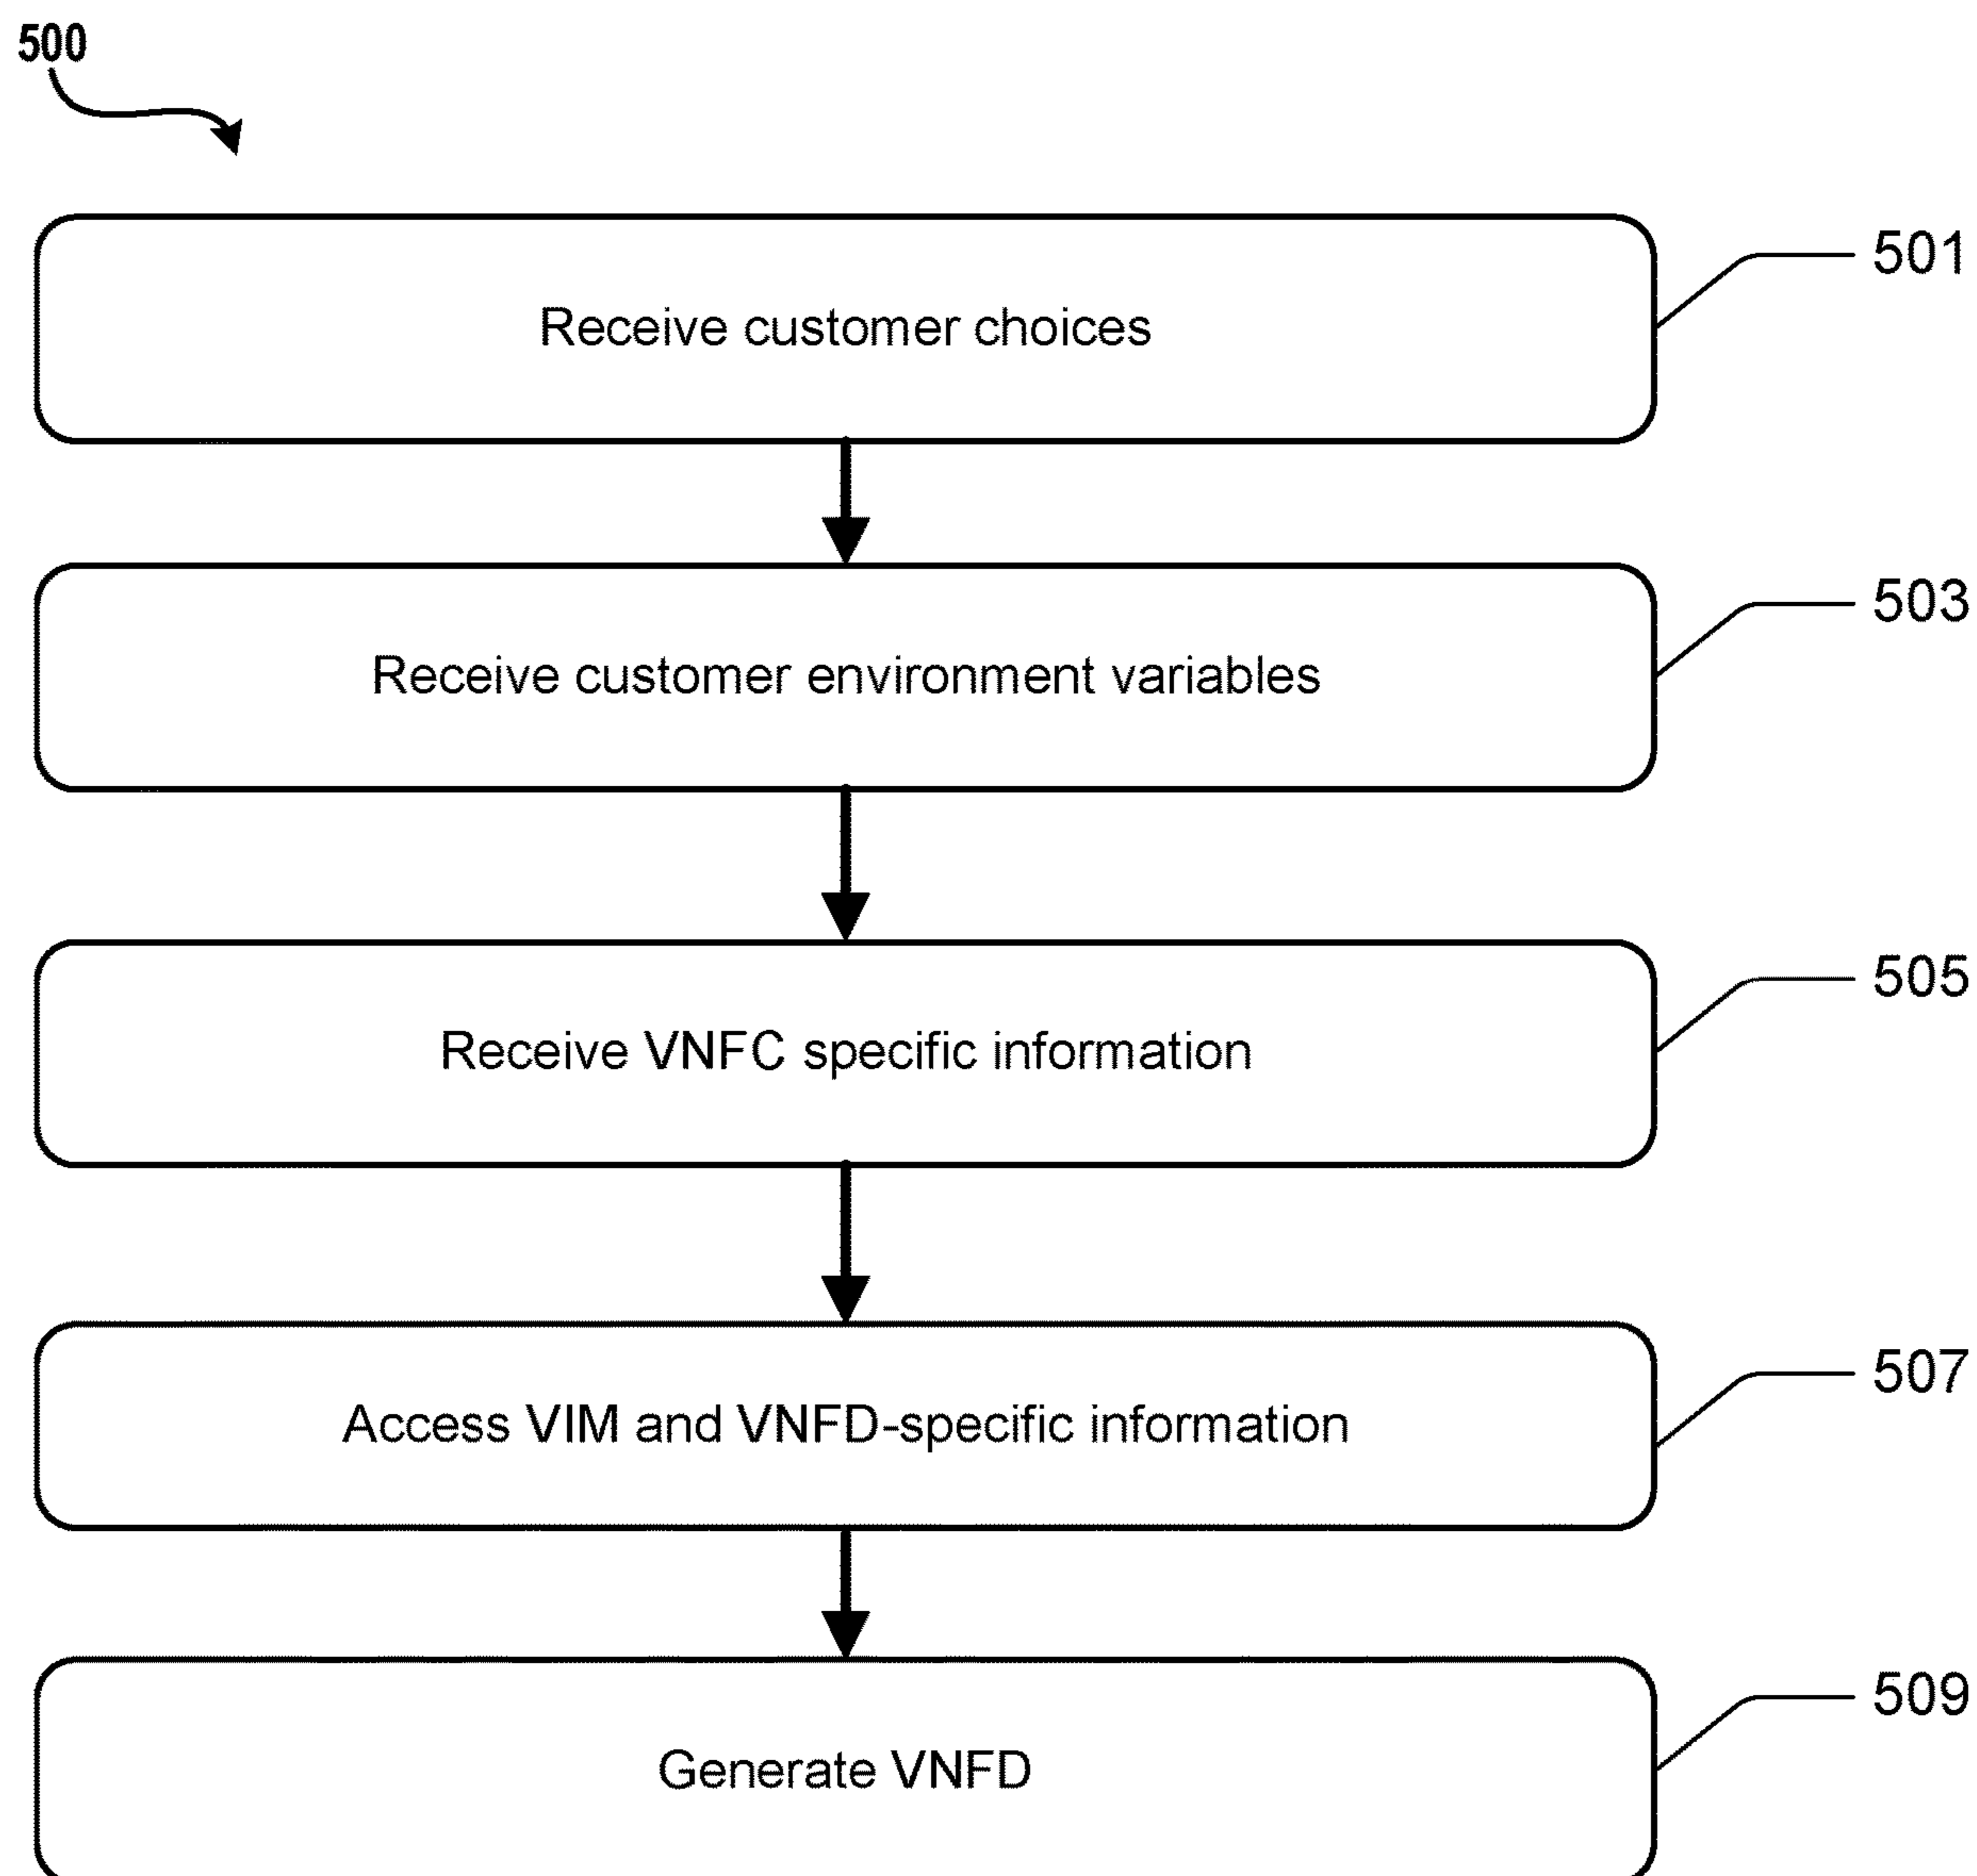 500
Receive customer choices
501
Receive customer environment variables
503
Receive VNFC specific information
505
Access VIM and VNFD-specific information
507
Generate VNFD
509